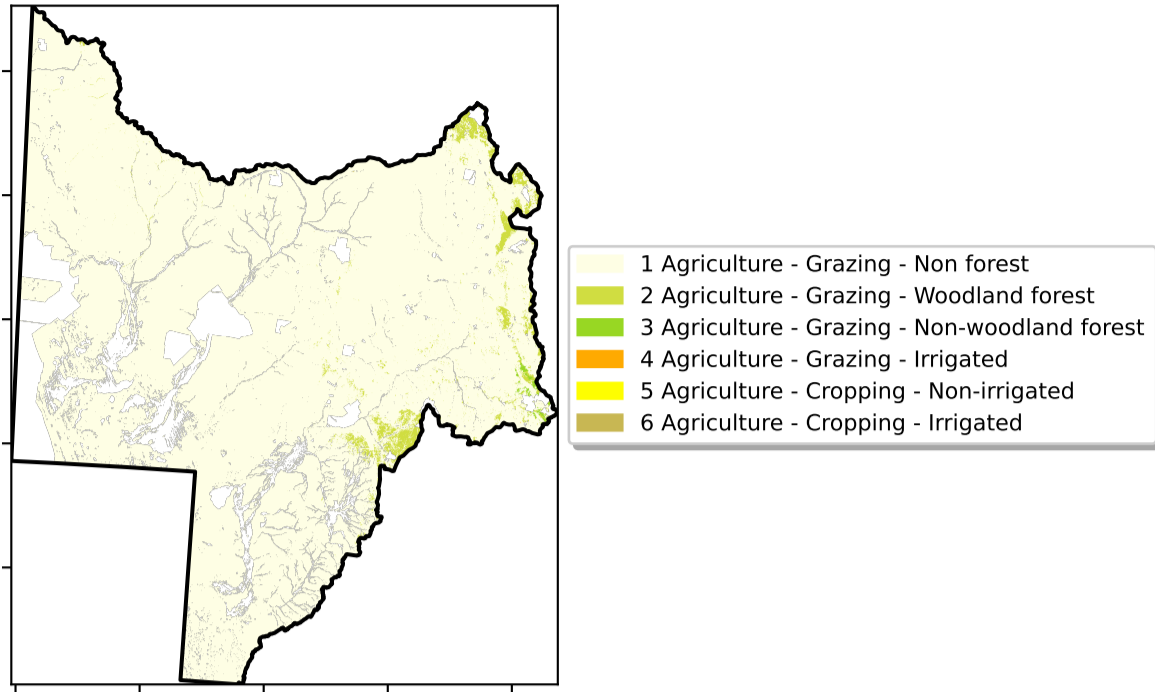 1 Agriculture - Grazing - Non forest
2 Agriculture - Grazing - Woodland forest
3 Agriculture - Grazing - Non-woodland forest
4 Agriculture - Grazing - Irrigated
5 Agriculture - Cropping - Non-irrigated
6 Agriculture - Cropping - Irrigated